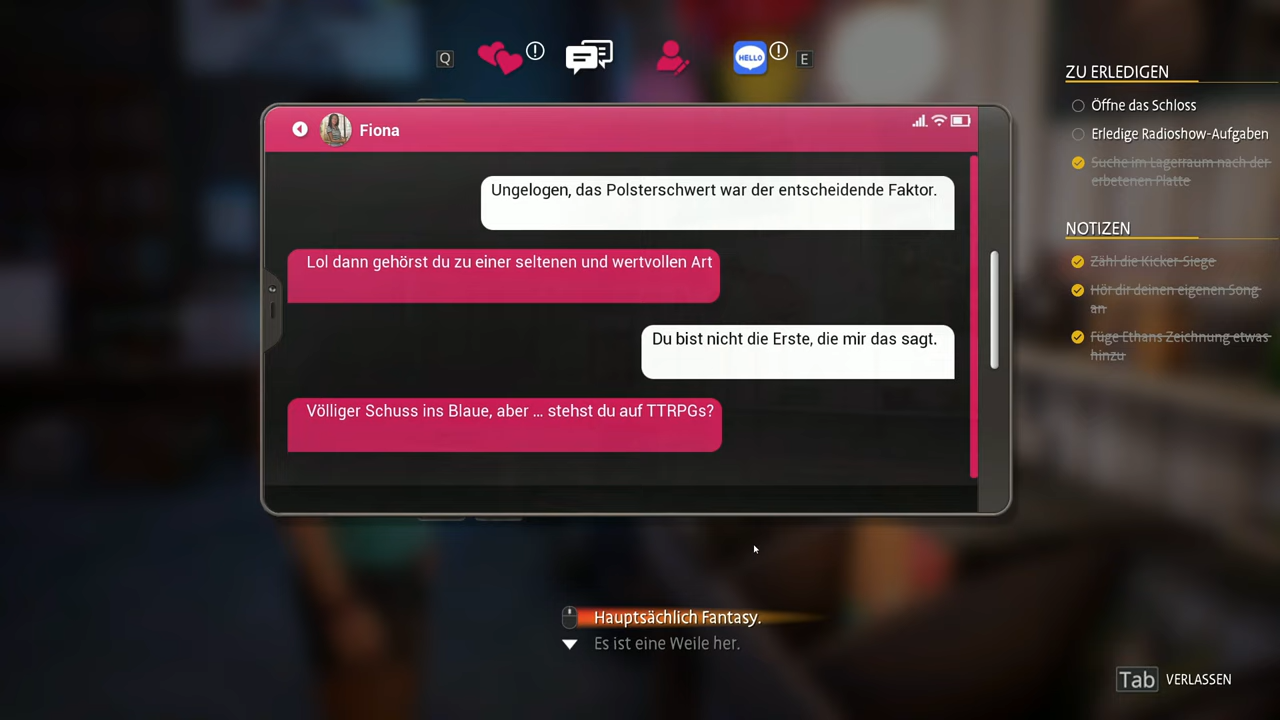 Q
HELLO
E
Fiona
Ungelogen, das Polsterschwert war der entscheidende Faktor.
Lol dann gehörst du zu einer seltenen und wertvollen Art
Du bist nicht die Erste, die mir das sagt.
Völliger Schuss ins Blaue, aber ... stehst du auf TTRPGs?
Hauptsächlich Fantasy.
Es ist eine Weile her.
ZU ERLEDIGEN
Öffne das Schloss
Erledige Radioshow-Aufgaben
Suche im Lagerraum nach der
erbetenen Platte
NOTIZEN
Zähl die Kicker-Siege
Hör dir deinen eigenen Song
an
Füge Ethans Zeichnung etwas
hinzu
Tab VERLASSEN